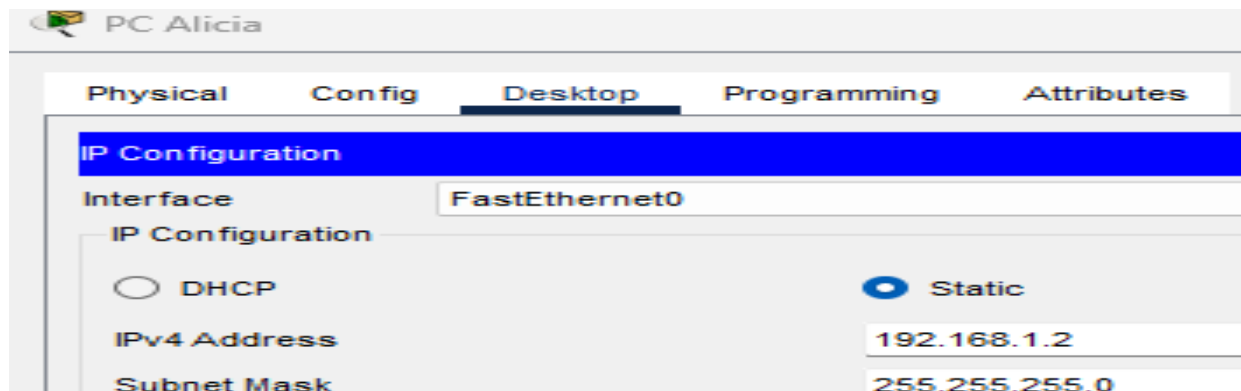 PC Alicia
Physical Config Desktop Programming Attributes
IP Configuration
Interface FastEthernet0
IP Configuration
DHCP Static
IPv4 Address 192.168.1.2
Subnet Mask 255.255.255.0